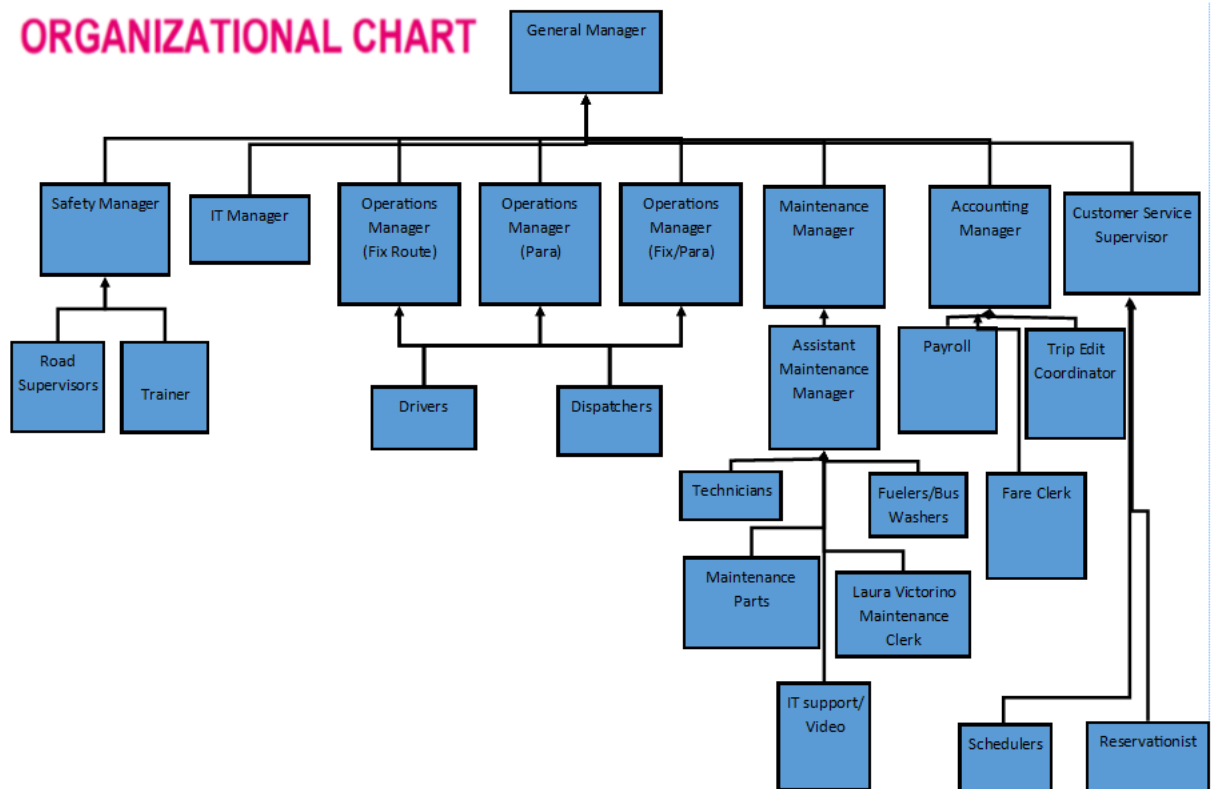 ORGANIZATIONAL CHART
General Manager
Safety Manager
IT Manager
Operations
Manager
(Fix Route)
Operations
Manager
(Para)
Operations
Manager
(Fix/Para)
Maintenance
Manager
Accounting
Manager
Customer Service
Supervisor
Road
Supervisors
Trainer
Drivers
Dispatchers
Assistant
Maintenance
Manager
Payroll
Trip Edit
Coordinator
Technicians
Fuelers/Bus
Washers
Fare Clerk
Maintenance
Parts
Laura Victorino
Maintenance
Clerk
IT support/
Video
Schedulers
Reservationist